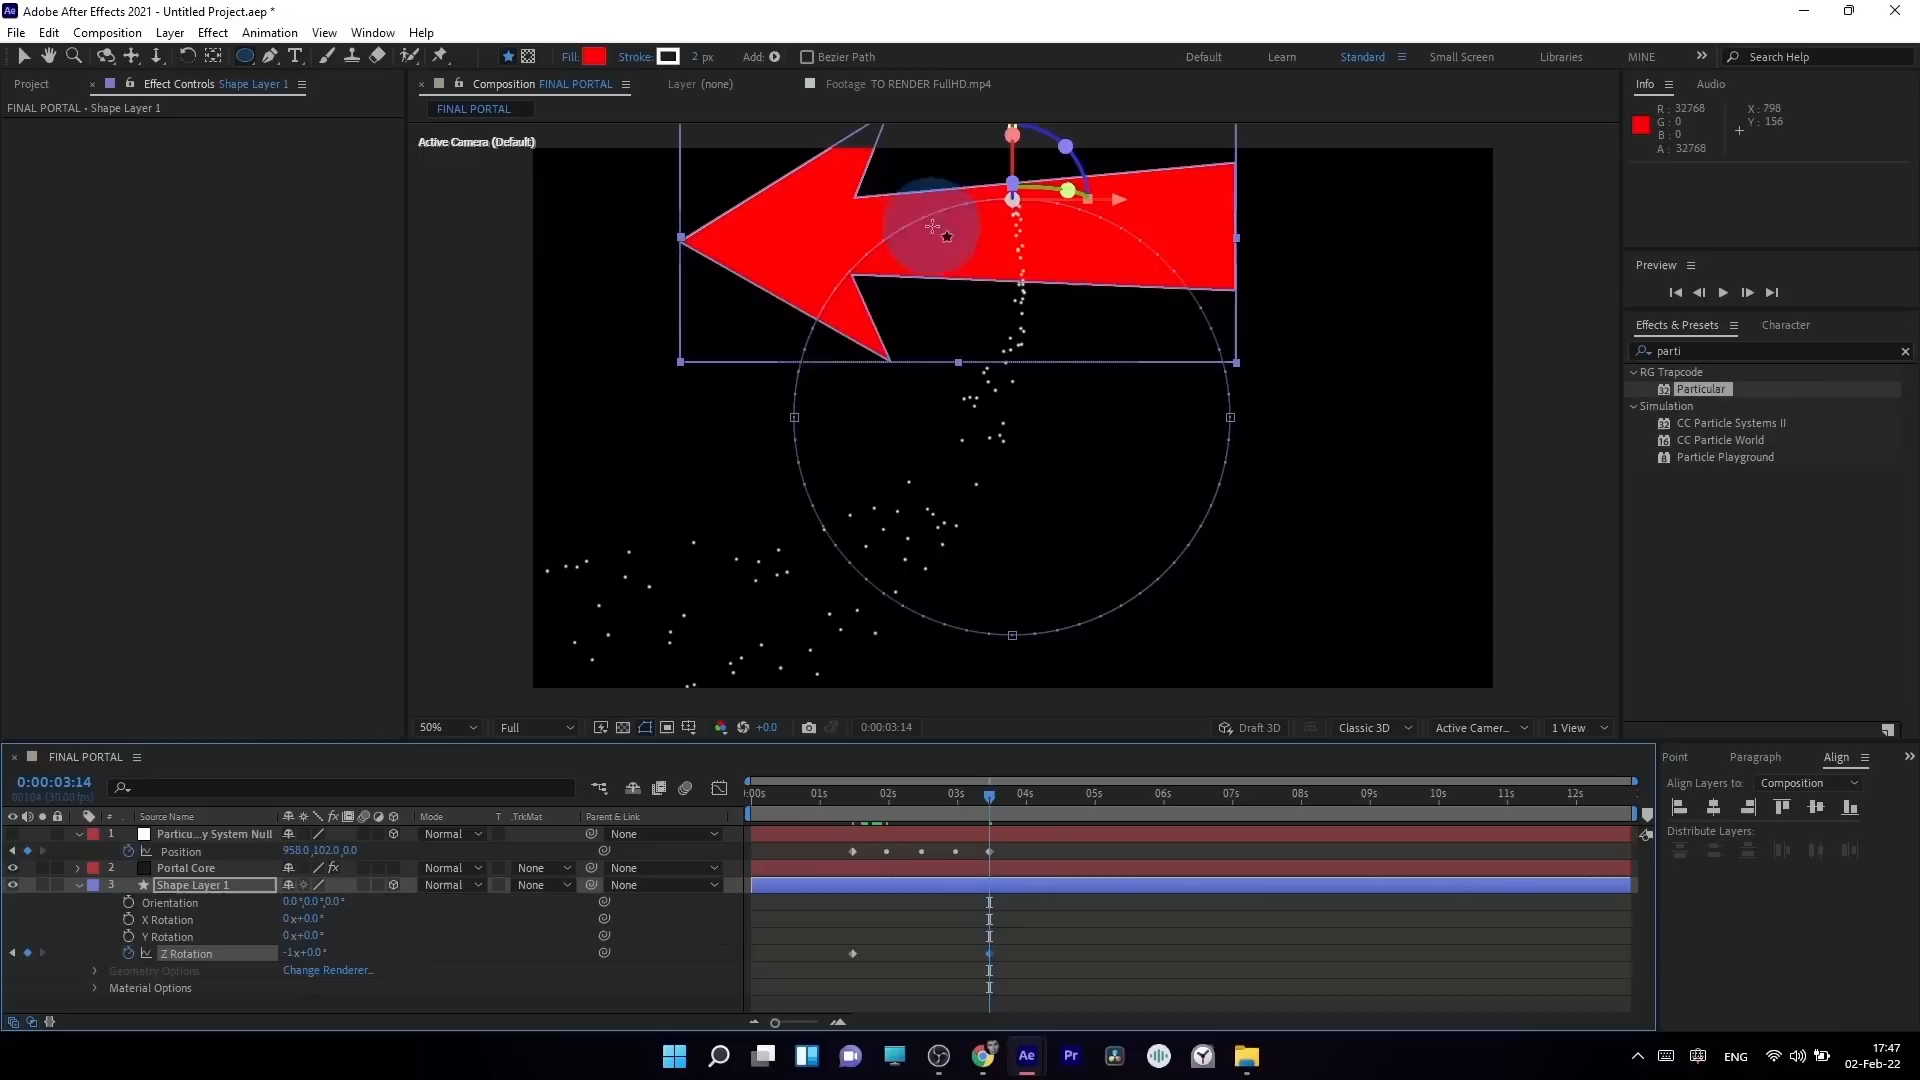 Ae Adobe After Effects 2021 - Untitled Project.aep *
File Edit Composition Layer Effect Animation View Window Help
Fill: Stroke: 2 px Add: Bezier Path Default Learn Standard Small Screen Libraries MINE Search Help
Project Effect Controls Shape Layer 1
FINAL PORTAL • Shape Layer 1
Composition FINAL PORTAL Layer (none) Footage TO RENDER FullHD.mp4
FINAL PORTAL
Active Camera (Default)
Info Audio
R: 32768 X: 798
G: 0 Y: 156
B: 0
A: 32768
Preview
Effects & Presets Character
parti
RG Trapcode
Particular
Simulation
CC Particle Systems II
CC Particle World
Particle Playground
50% Full +0.0 0:00:03:14 Draft 3D Classic 3D Active Camer... 1 View
FINAL PORTAL
0:00:03:14
00104 (30.00 fps)
:00s 01s 02s 03s 04s 05s 06s 07s 08s 09s 10s 11s 12s
# Source Name fx Mode T .TrkMat Parent & Link
1 Particu...y System Null Normal None
Position 958.0,102.0,0.0
2 Portal Core fx Normal None None
3 Shape Layer 1 Normal None None
Orientation 0.0°,0.0°,0.0°
X Rotation 0x+0.0°
Y Rotation 0x+0.0°
Z Rotation -1x+0.0°
Geometry Options Change Renderer...
Material Options
Point Paragraph Align
Align Layers to: Composition
Distribute Layers:
Ae Pr
ENG
17:47
02-Feb-22